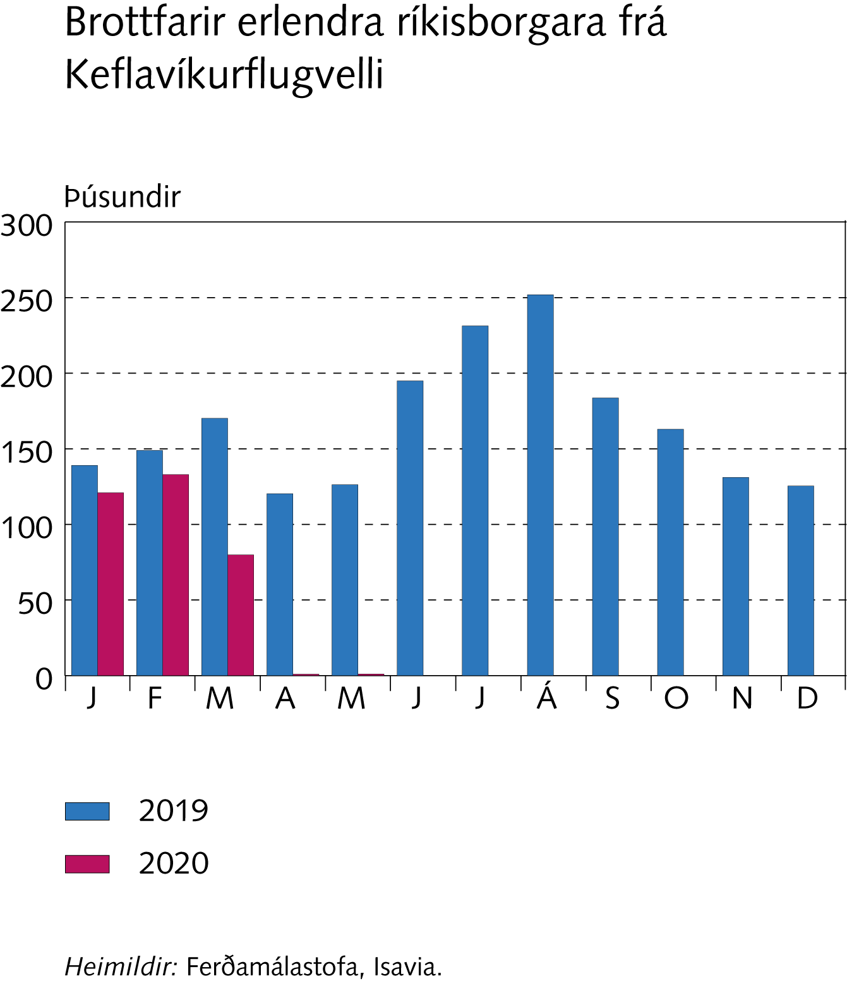 Brottfarir erlendra ríkisborgara frá
Keflavíkurflugvelli
Þúsundir
300
250
200
150
100
50
0
J F M A M J J Á S O N D
2019
2020
Heimildir: Ferðamálastofa, Isavia.